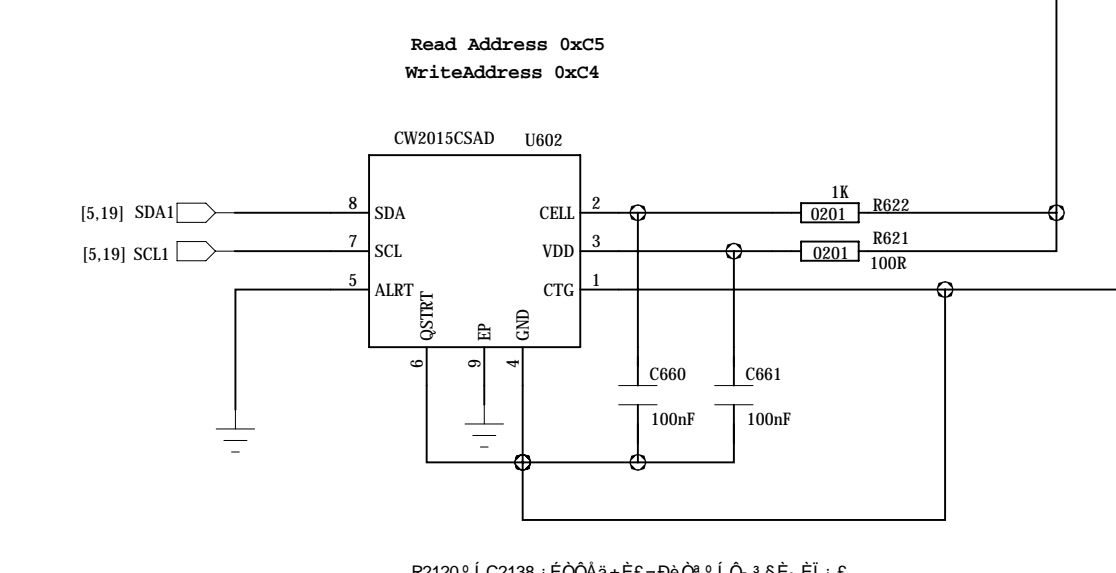 Read Address 0xC5
WriteAddress 0xC4
CW2015CSAD U602
[5,19] SDA1
8
SDA
CELL
2
1K
0201
R622
[5,19] SCL1
7
SCL
VDD
3
0201
R621
100R
5
ALRT
CTG
1
QSTRT
EP
GND
6
9
4
C660
100nF
C661
100nF
R2120 C2138